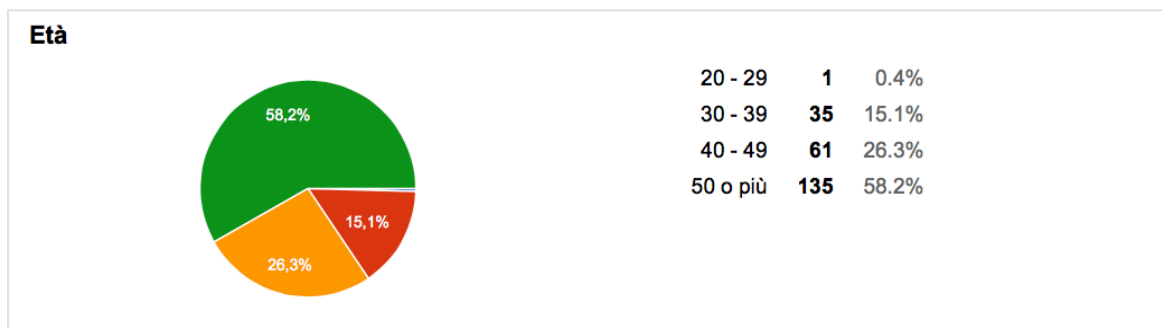 Età
58,2%
15,1%
26,3%
20 - 29 1 0.4%
30 - 39 35 15.1%
40 - 49 61 26.3%
50 o più 135 58.2%